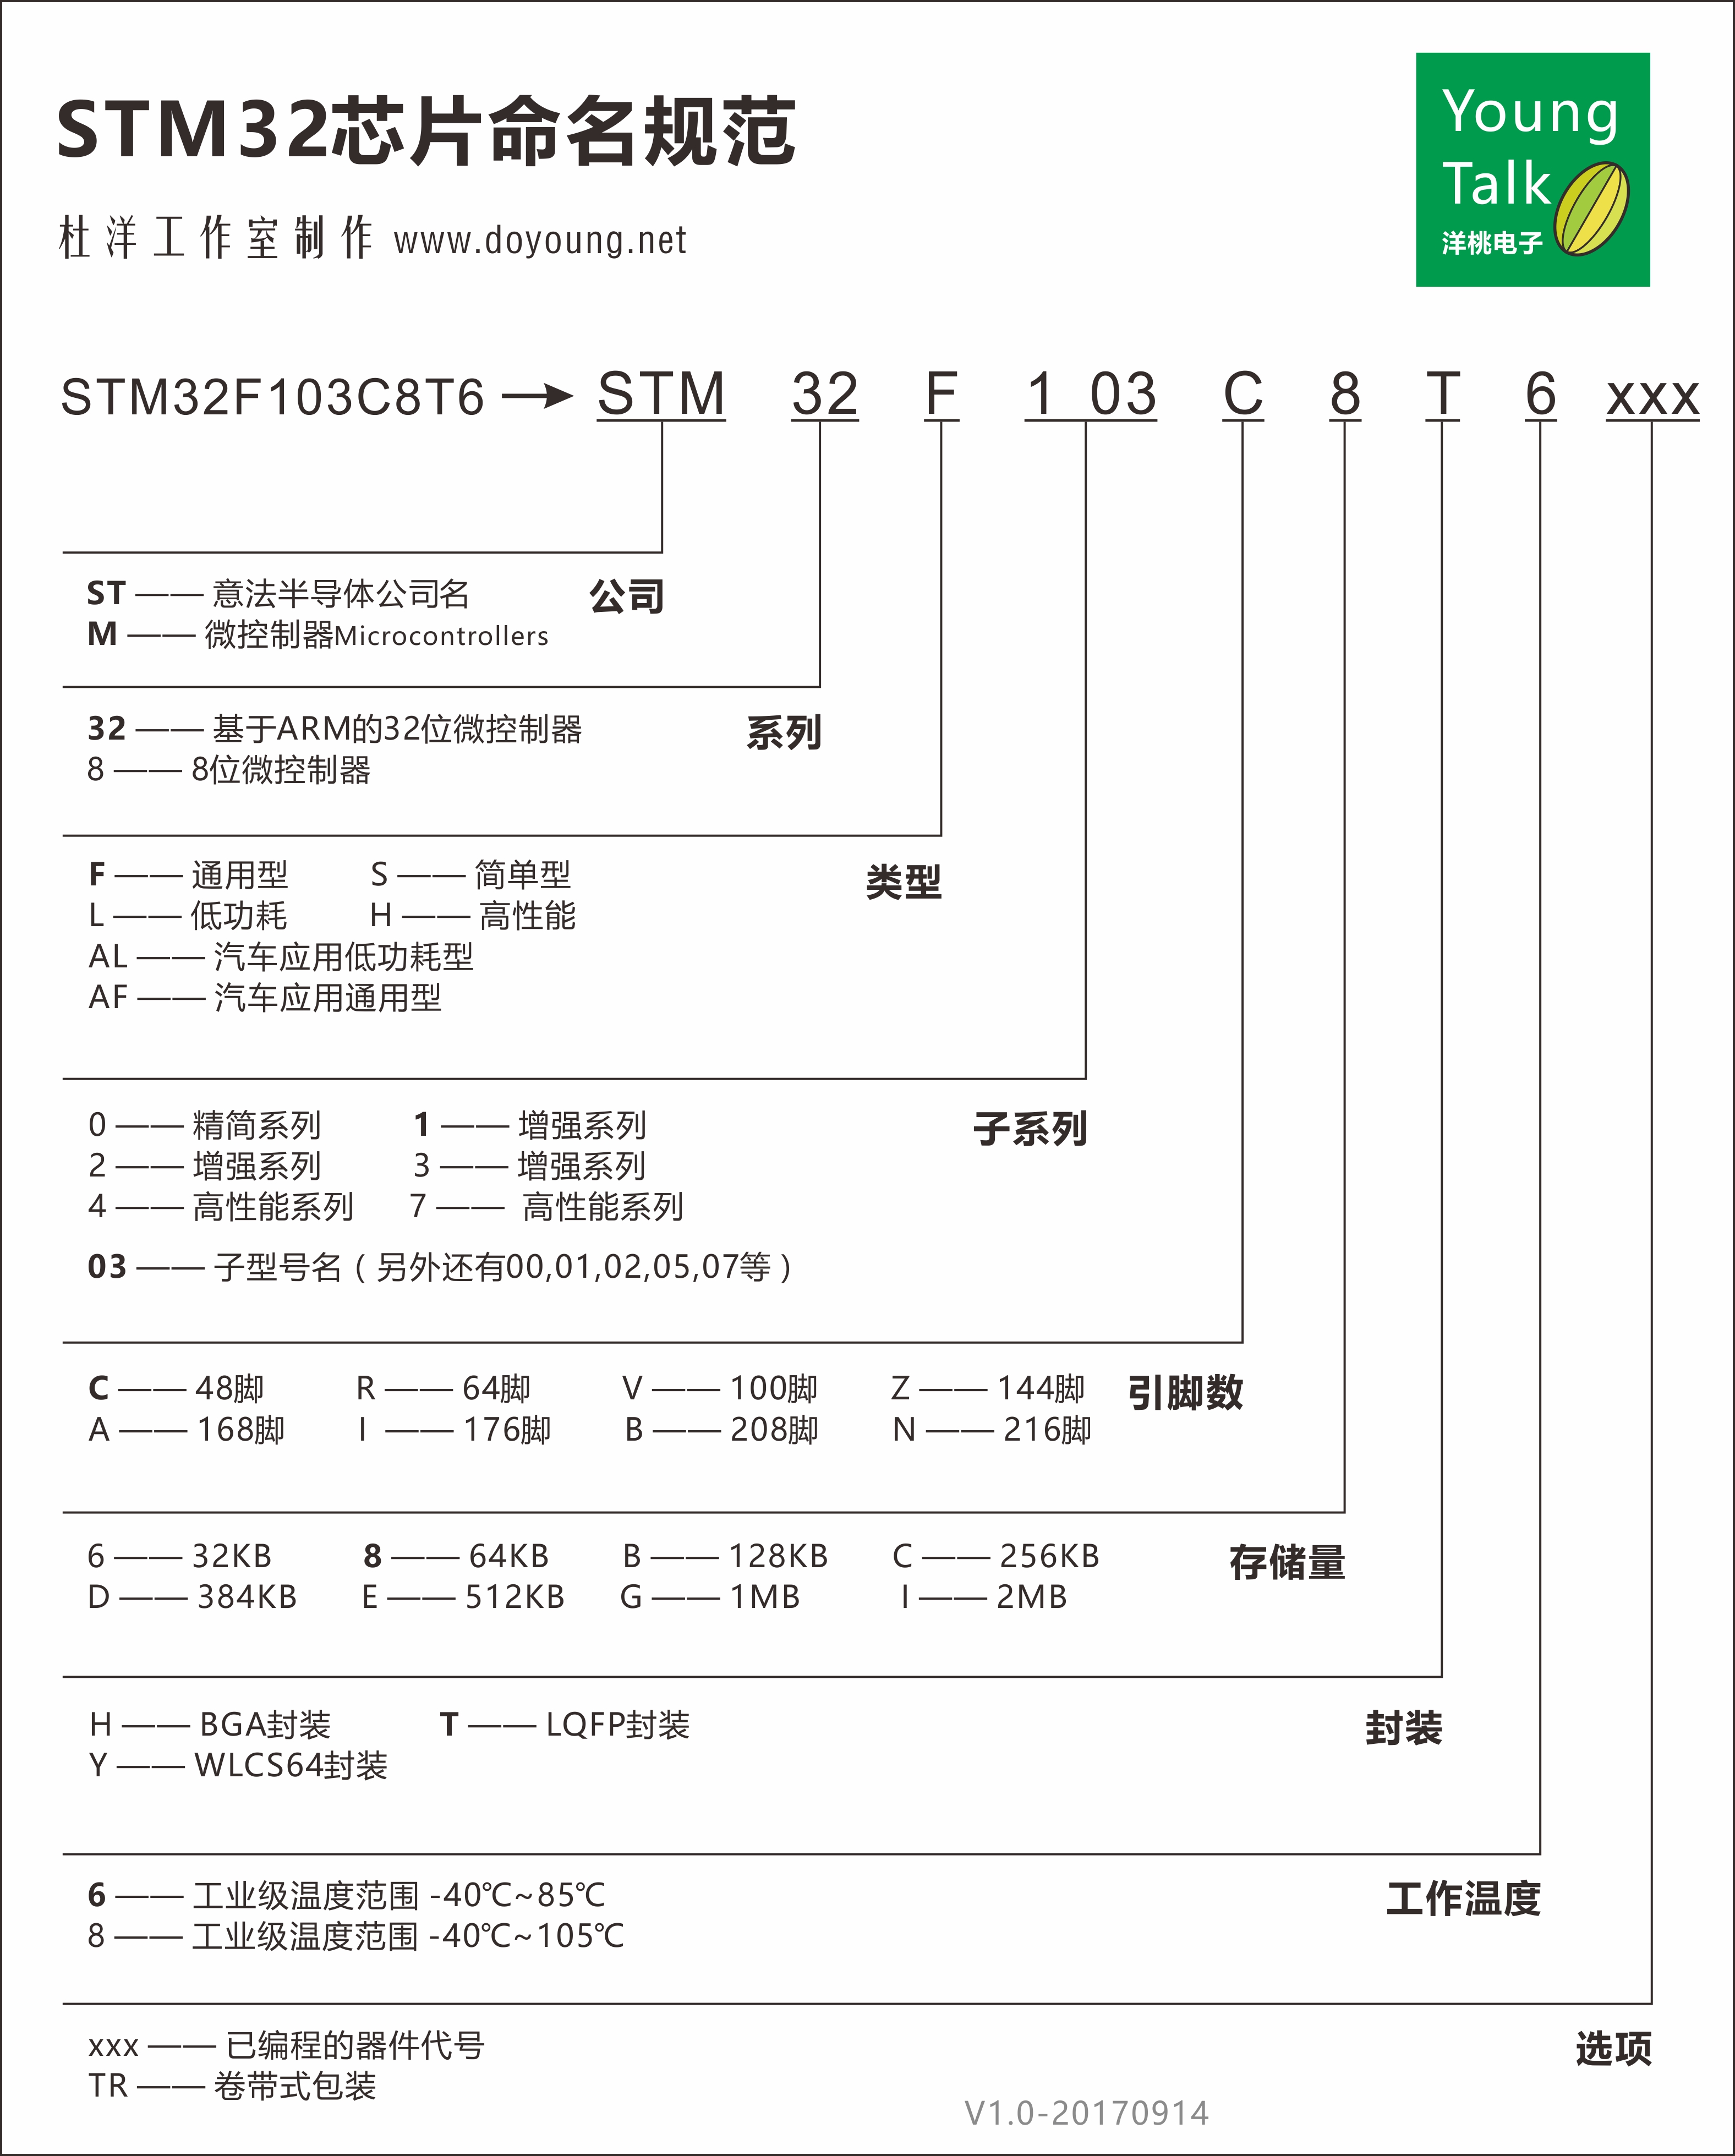 STM32芯片命名规范
Young
Talk
洋桃电子
杜洋工作室制作 www.doyoung.net
STM32F103C8T6 STM 32 F 1 03 C 8 T 6 xxx
ST —— 意法半导体公司名 公司
M —— 微控制器Microcontrollers
32 —— 基于ARM的32位微控制器 系列
8 —— 8位微控制器
F —— 通用型 S —— 简单型 类型
L —— 低功耗 H —— 高性能
AL —— 汽车应用低功耗型
AF —— 汽车应用通用型
0 —— 精简系列 1 —— 增强系列 子系列
2 —— 增强系列 3 —— 增强系列
4 —— 高性能系列 7 —— 高性能系列
03 —— 子型号名（另外还有00,01,02,05,07等）
C —— 48脚 R —— 64脚 V —— 100脚 Z —— 144脚 引脚数
A —— 168脚 I —— 176脚 B —— 208脚 N —— 216脚
6 —— 32KB 8 —— 64KB B —— 128KB C —— 256KB 存储量
D —— 384KB E —— 512KB G —— 1MB I —— 2MB
H —— BGA封装 T —— LQFP封装 封装
Y —— WLCS64封装
6 —— 工业级温度范围 -40℃~85℃ 工作温度
8 —— 工业级温度范围 -40℃~105℃
xxx —— 已编程的器件代号 选项
TR —— 卷带式包装
V1.0-20170914